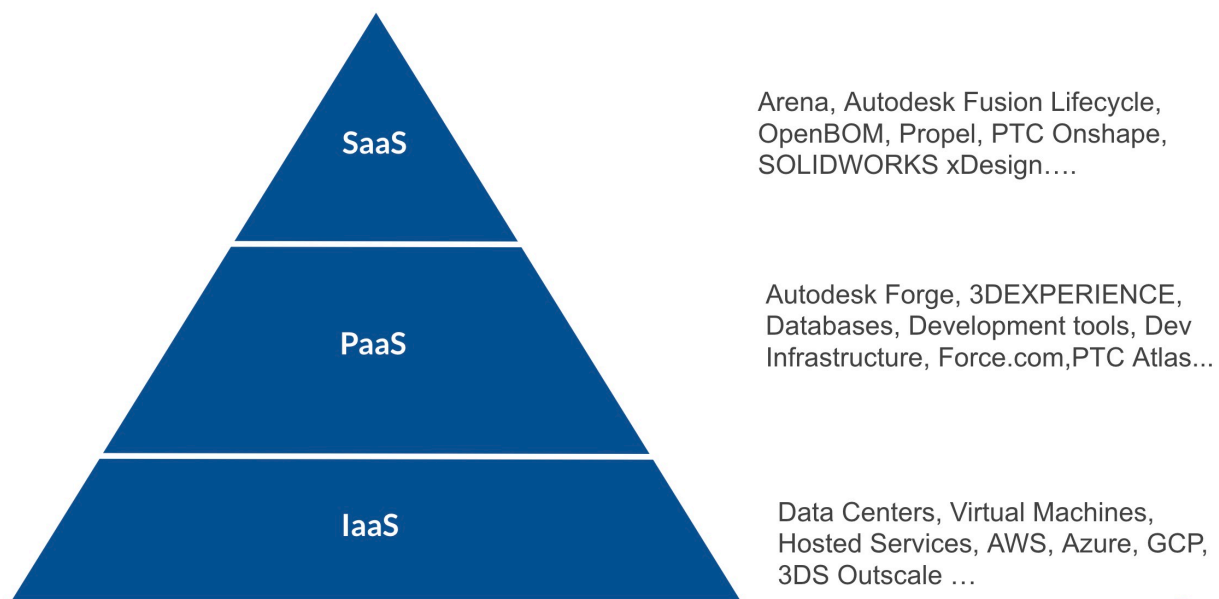 SaaS
Arena, Autodesk Fusion Lifecycle,
OpenBOM, Propel, PTC Onshape,
SOLIDWORKS xDesign….
PaaS
Autodesk Forge, 3DEXPERIENCE,
Databases, Development tools, Dev
Infrastructure, Force.com,PTC Atlas...
IaaS
Data Centers, Virtual Machines,
Hosted Services, AWS, Azure, GCP,
3DS Outscale …